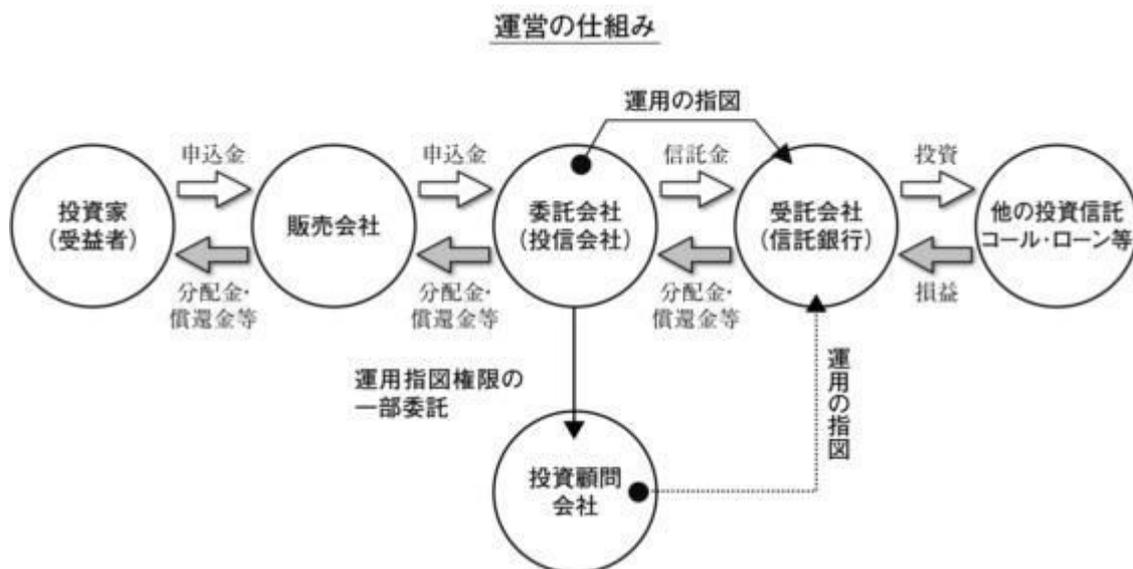 運営の仕組み
運用の指図
申込金
申込金
信託金
投資
投資家
（受益者）
販売会社
委託会社
（投信会社）
受託会社
（信託銀行）
他の投資信託
コール・ローン等
分配金・
償還金等
分配金・
償還金等
分配金・
償還金等
損益
運用指図権限の
一部委託
運用の指図
投資顧問
会社